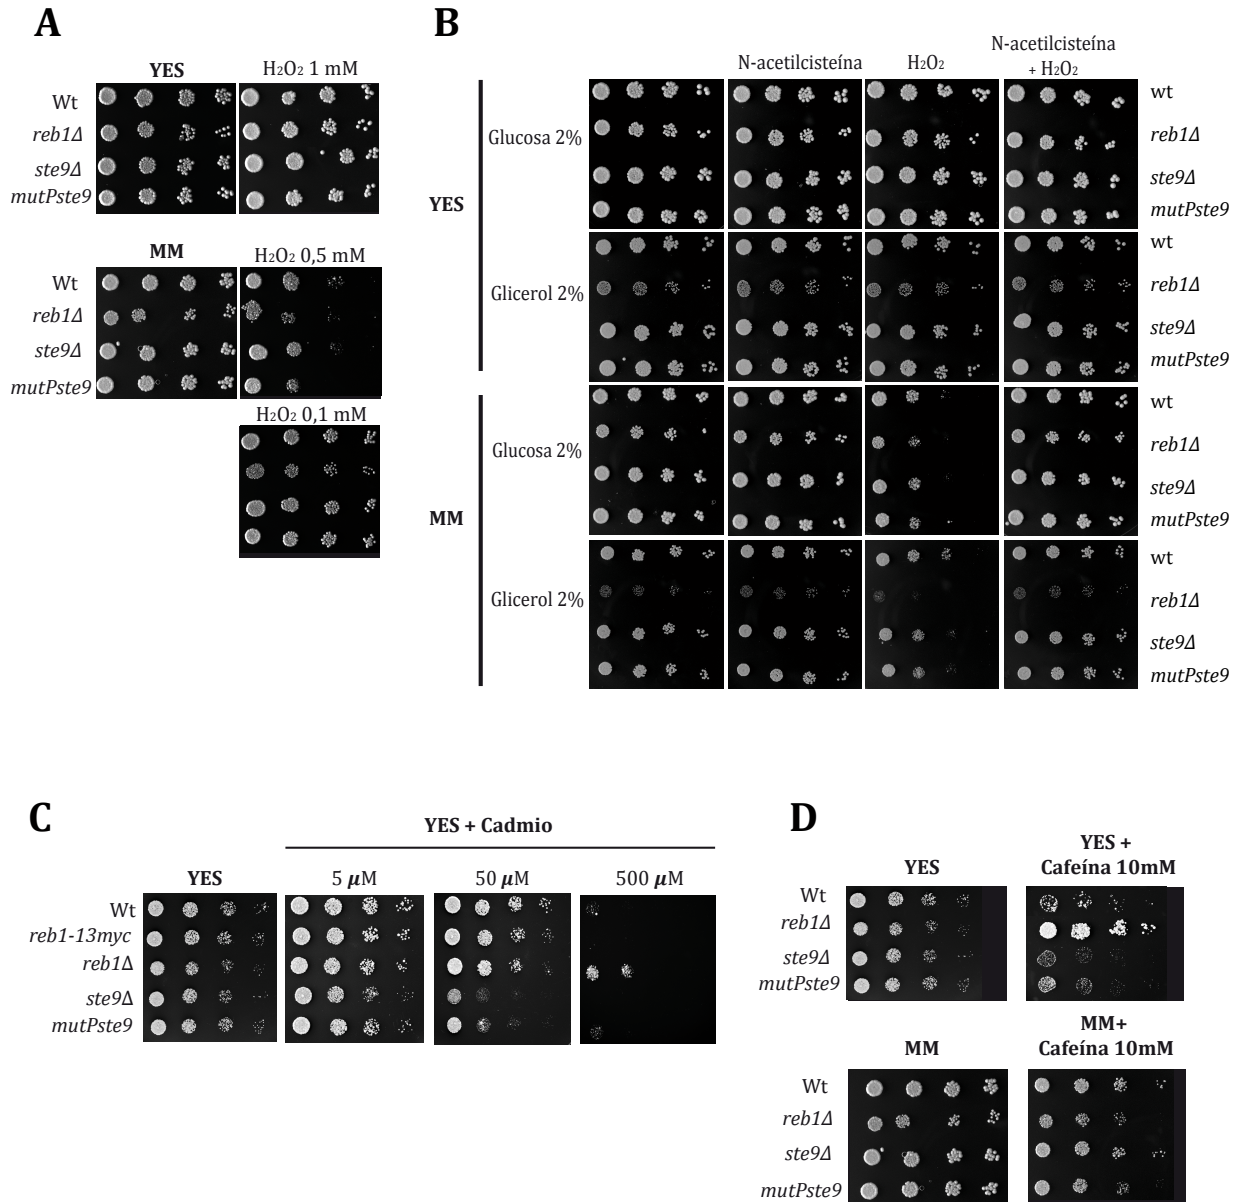 A
YES
H2O2 1 mM
Wt
reb1Δ
ste9Δ
mutPste9
MM
H2O2 0,5 mM
Wt
reb1Δ
ste9Δ
mutPste9
H2O2 0,1 mM
B
N-acetilcisteína
H2O2
N-acetilcisteína
+ H2O2
YES
Glucosa 2%
wt
reb1Δ
ste9Δ
mutPste9
Glicerol 2%
wt
reb1Δ
ste9Δ
mutPste9
MM
Glucosa 2%
wt
reb1Δ
ste9Δ
mutPste9
Glicerol 2%
wt
reb1Δ
ste9Δ
mutPste9
C
YES + Cadmio
YES
5 µM
50 µM
500 µM
Wt
reb1-13myc
reb1Δ
ste9Δ
mutPste9
D
YES
YES +
Cafeína 10mM
Wt
reb1Δ
ste9Δ
mutPste9
MM
MM+
Cafeína 10mM
Wt
reb1Δ
ste9Δ
mutPste9